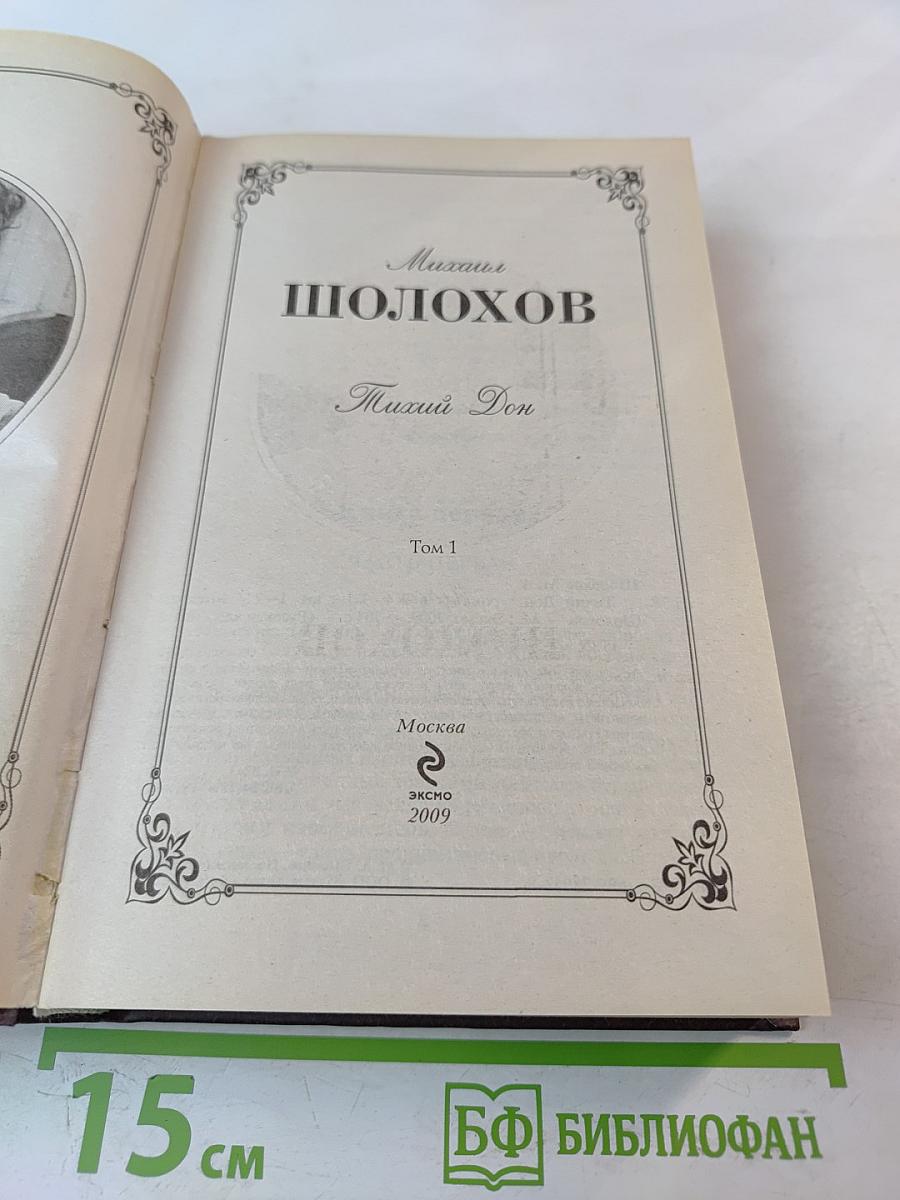 Михаил
ШОЛОХОВ
Тихий Дон
Том 1
Москва
ЭКСМО
2009
15 см
БФ БИБЛИОФАН